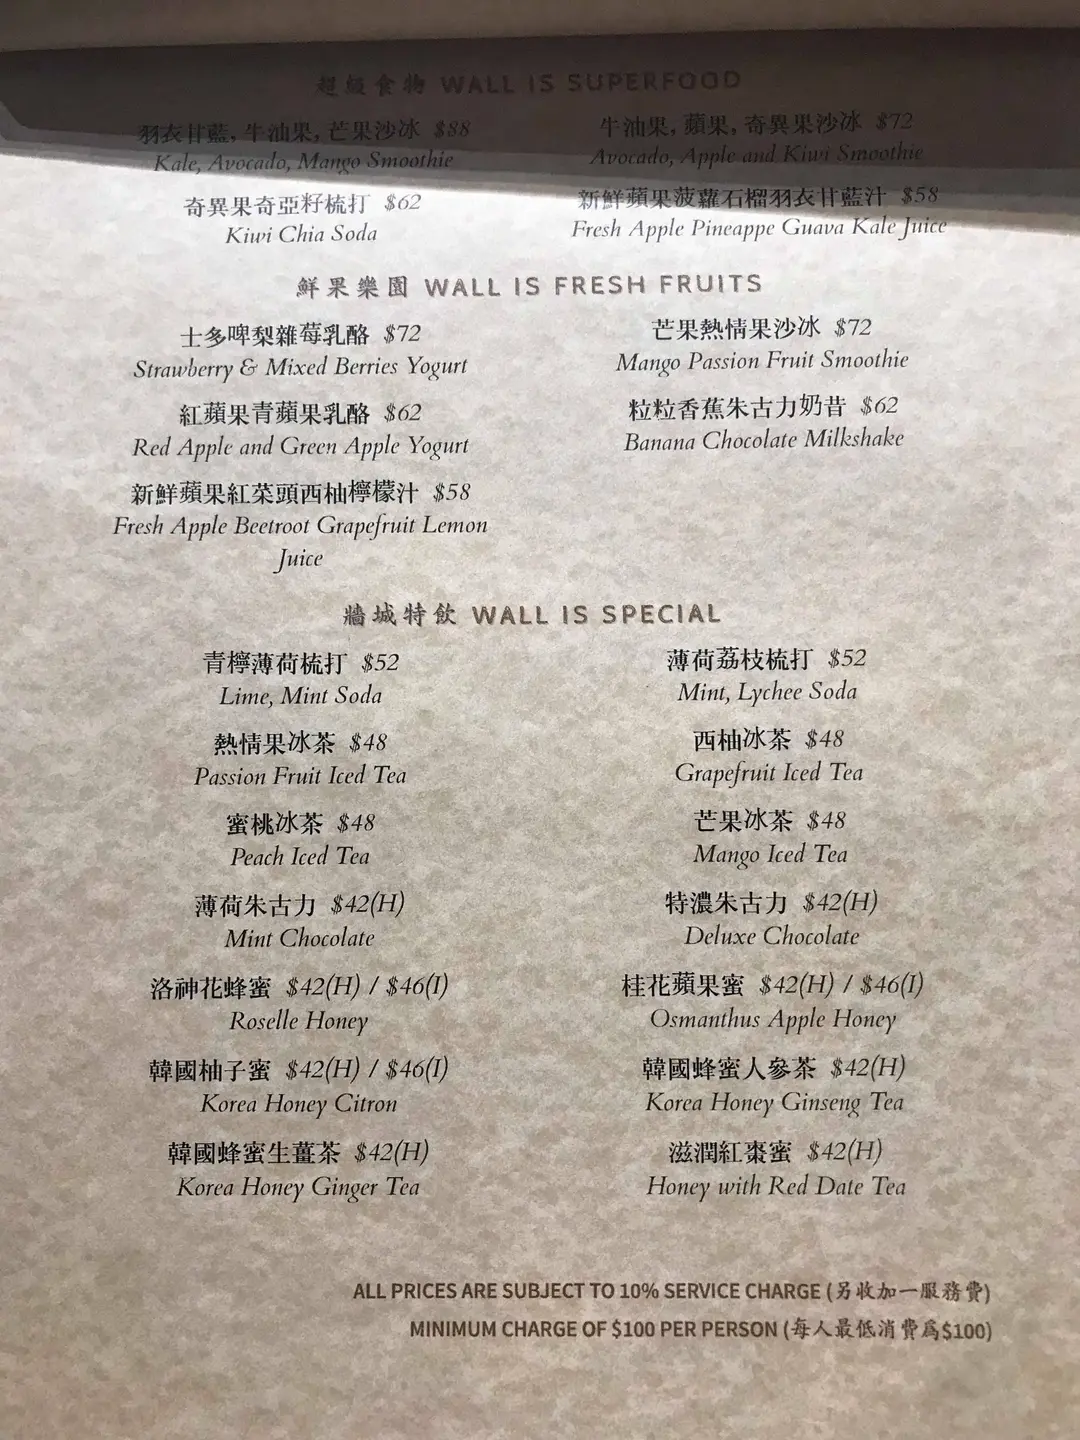 超級食物 WALL IS SUPERFOOD
羽衣甘藍, 牛油果, 芒果沙冰 $88
Kale, Avocado, Mango Smoothie
牛油果, 蘋果, 奇異果沙冰 $72
Avocado, Apple and Kiwi Smoothie
奇異果奇亞籽梳打 $62
Kiwi Chia Soda
新鮮蘋果菠蘿石榴羽衣甘藍汁 $58
Fresh Apple Pineappe Guava Kale Juice
鮮果樂園 WALL IS FRESH FRUITS
士多啤梨雜莓乳酪 $72
Strawberry & Mixed Berries Yogurt
芒果熱情果沙冰 $72
Mango Passion Fruit Smoothie
紅蘋果青蘋果乳酪 $62
Red Apple and Green Apple Yogurt
粒粒香蕉朱古力奶昔 $62
Banana Chocolate Milkshake
新鮮蘋果紅菜頭西柚檸檬汁 $58
Fresh Apple Beetroot Grapefruit Lemon
Juice
牆城特飲 WALL IS SPECIAL
青檸薄荷梳打 $52
Lime, Mint Soda
薄荷荔枝梳打 $52
Mint, Lychee Soda
熱情果冰茶 $48
Passion Fruit Iced Tea
西柚冰茶 $48
Grapefruit Iced Tea
蜜桃冰茶 $48
Peach Iced Tea
芒果冰茶 $48
Mango Iced Tea
薄荷朱古力 $42(H)
Mint Chocolate
特濃朱古力 $42(H)
Deluxe Chocolate
洛神花蜂蜜 $42(H) / $46(I)
Roselle Honey
桂花蘋果蜜 $42(H) / $46(I)
Osmanthus Apple Honey
韓國柚子蜜 $42(H) / $46(I)
Korea Honey Citron
韓國蜂蜜人參茶 $42(H)
Korea Honey Ginseng Tea
韓國蜂蜜生薑茶 $42(H)
Korea Honey Ginger Tea
滋潤紅棗蜜 $42(H)
Honey with Red Date Tea
ALL PRICES ARE SUBJECT TO 10% SERVICE CHARGE (另收加一服務費)
MINIMUM CHARGE OF $100 PER PERSON (每人最低消費爲$100)